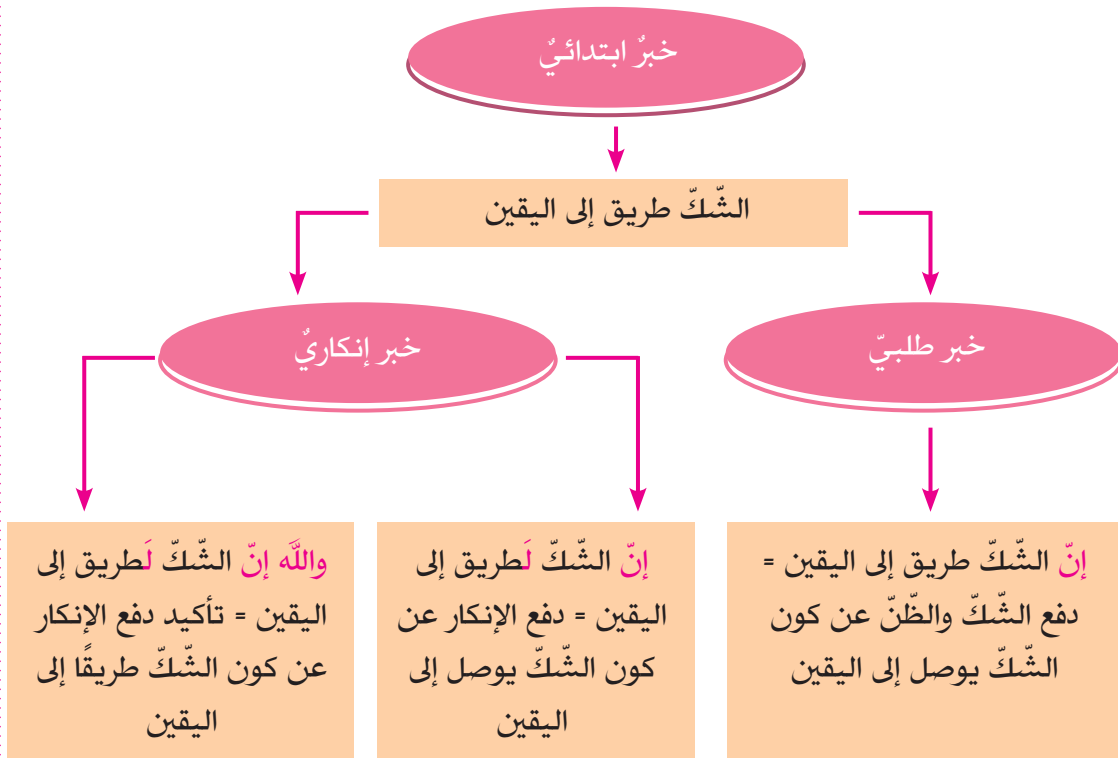 خبرٌ ابتدائيٌ
الشّكّ طريق إلى اليقين
خبر طلبيّ
خبر إنكاريٌ
إنّ الشّكّ طريق إلى اليقين =
دفع الشّكّ والظّنّ عن كون
الشّكّ يوصل إلى اليقين
إنّ الشّكّ لَطريق إلى
اليقين = دفع الإنكار عن
كون الشّكّ يوصل إلى
اليقين
واللَّه إنّ الشّكّ لَطريق إلى
اليقين = تأكيد دفع الإنكار
عن كون الشّكّ طريقًا إلى
اليقين